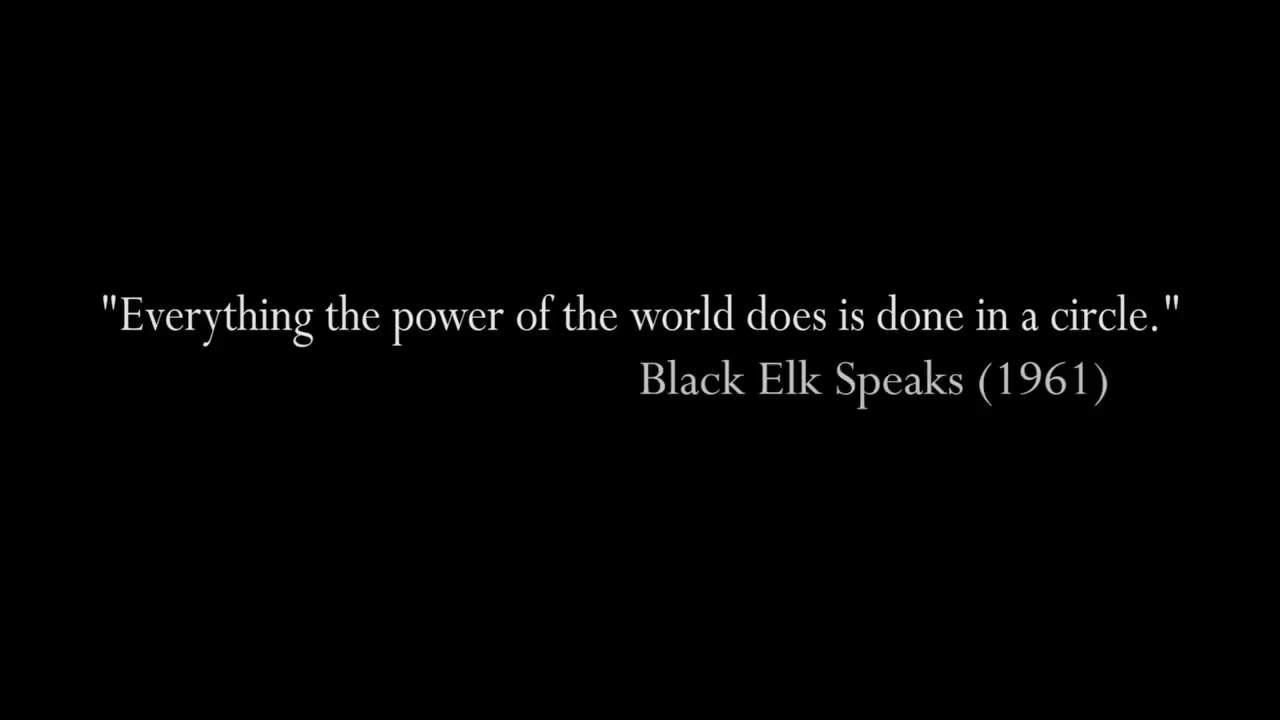 "Everything the power of the world does is done in a circle."
Black Elk Speaks (1961)